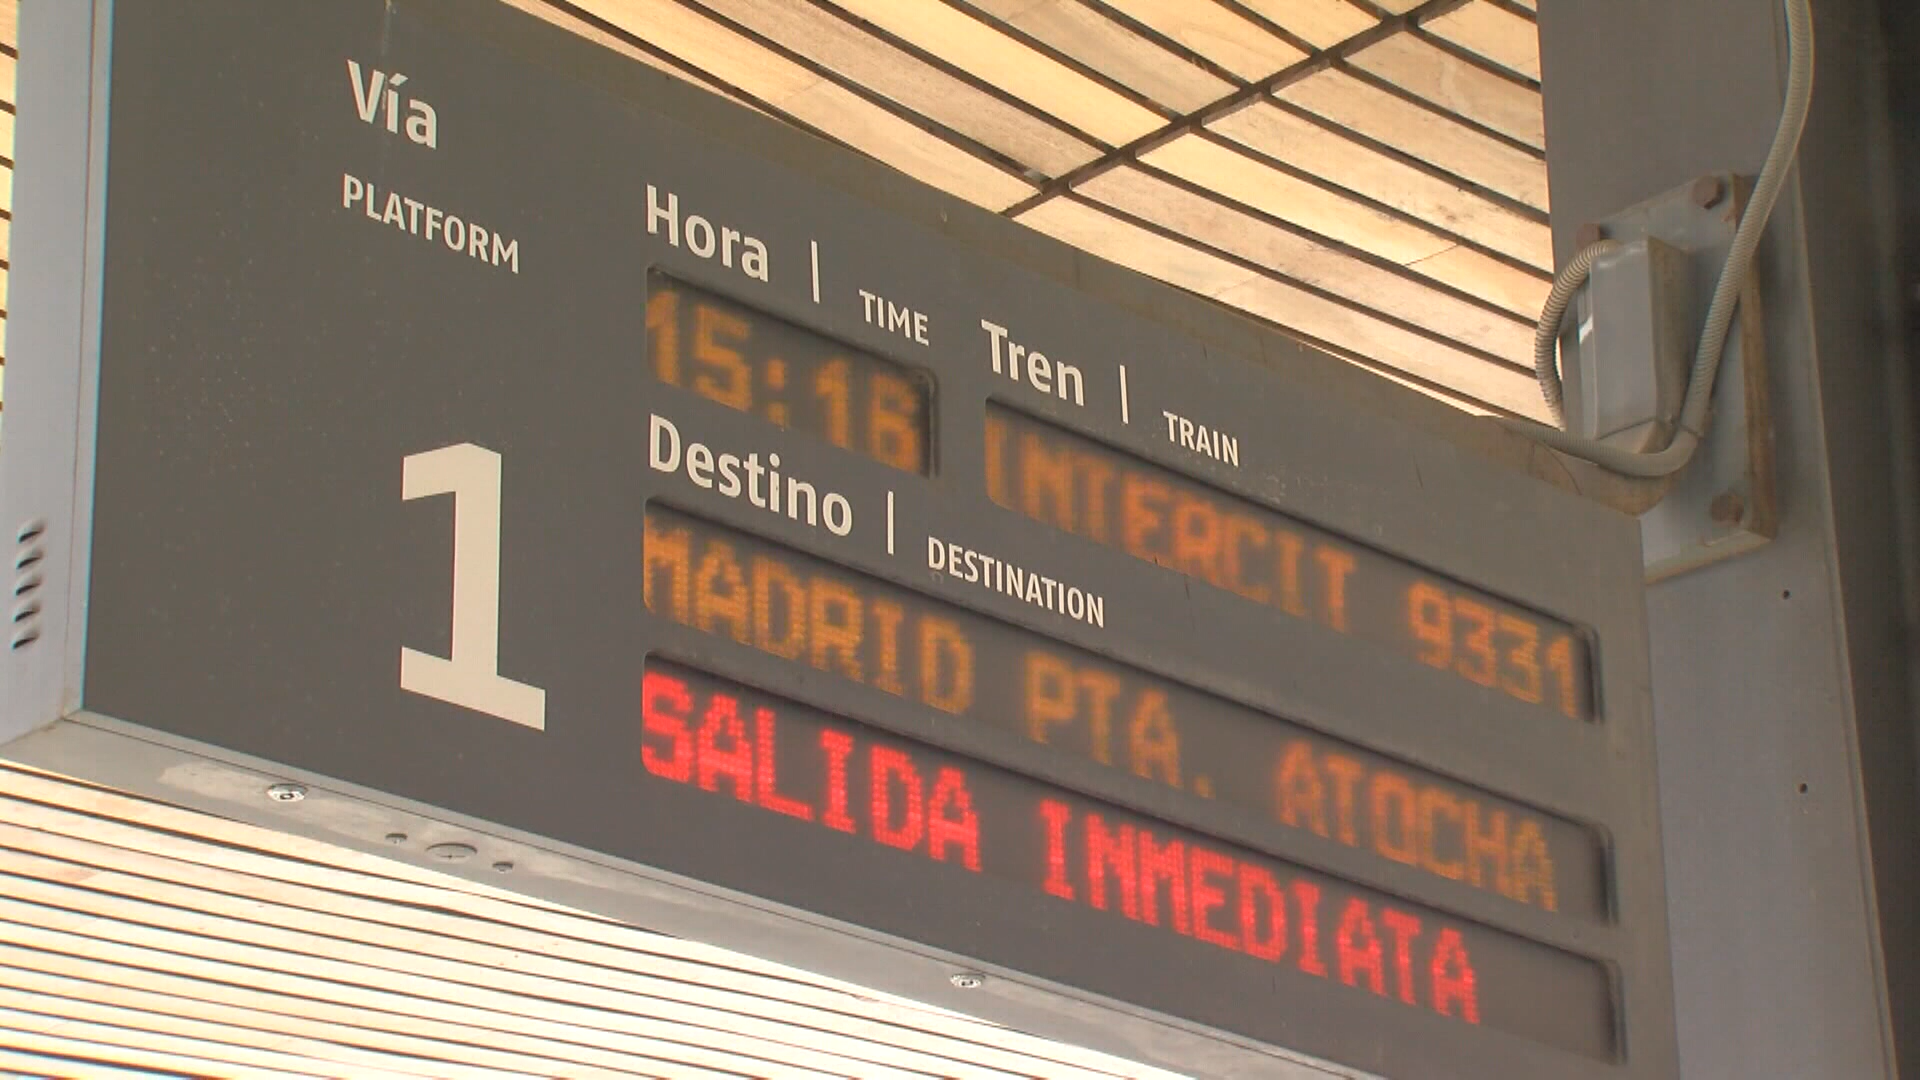 Vía
PLATFORM
1
Hora | TIME
15:16
Tren | TRAIN
INTERCIT 9331
Destino | DESTINATION
MADRID PTA. ATOCHA
SALIDA INMEDIATA